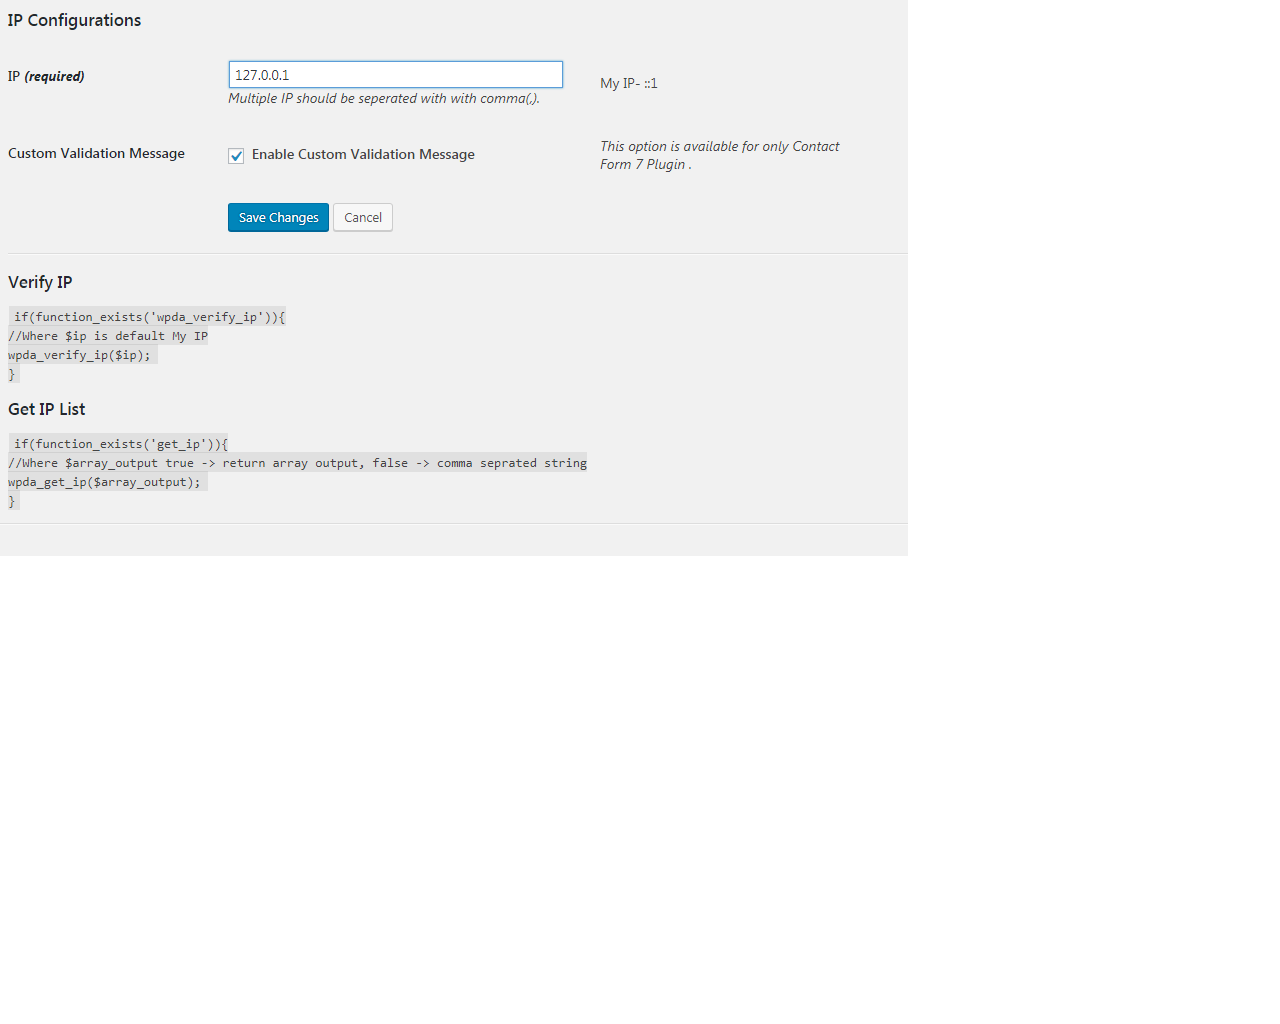 IP Configurations
IP (required)
127.0.0.1
Multiple IP should be seperated with with comma(,).
My IP- ::1
Custom Validation Message
Enable Custom Validation Message
This option is available for only Contact
Form 7 Plugin .
Save Changes
Cancel
Verify IP
if(function_exists('wpda_verify_ip')){
//Where $ip is default My IP
wpda_verify_ip($ip);
}
Get IP List
if(function_exists('get_ip')){
//Where $array_output true -> return array output, false -> comma seprated string
wpda_get_ip($array_output);
}